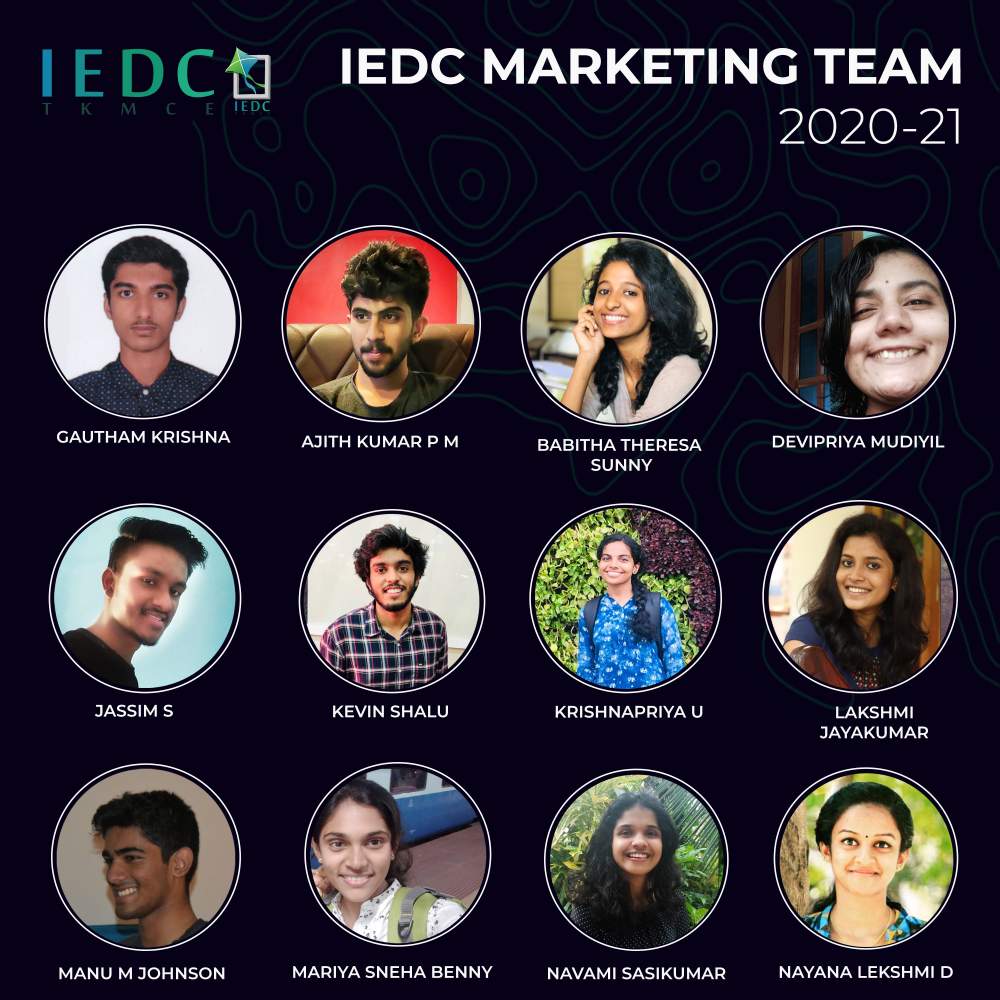 IEDC
TKMCE
IEDC
IEDC MARKETING TEAM
2020-21
GAUTHAM KRISHNA
AJITH KUMAR P M
BABITHA THERESA
SUNNY
DEVIPRIYA MUDIYIL
JASSIM S
KEVIN SHALU
KRISHNAPRIYA U
LAKSHMI
JAYAKUMAR
MANU M JOHNSON
MARIYA SNEHA BENNY
NAVAMI SASIKUMAR
NAYANA LEKSHMI D